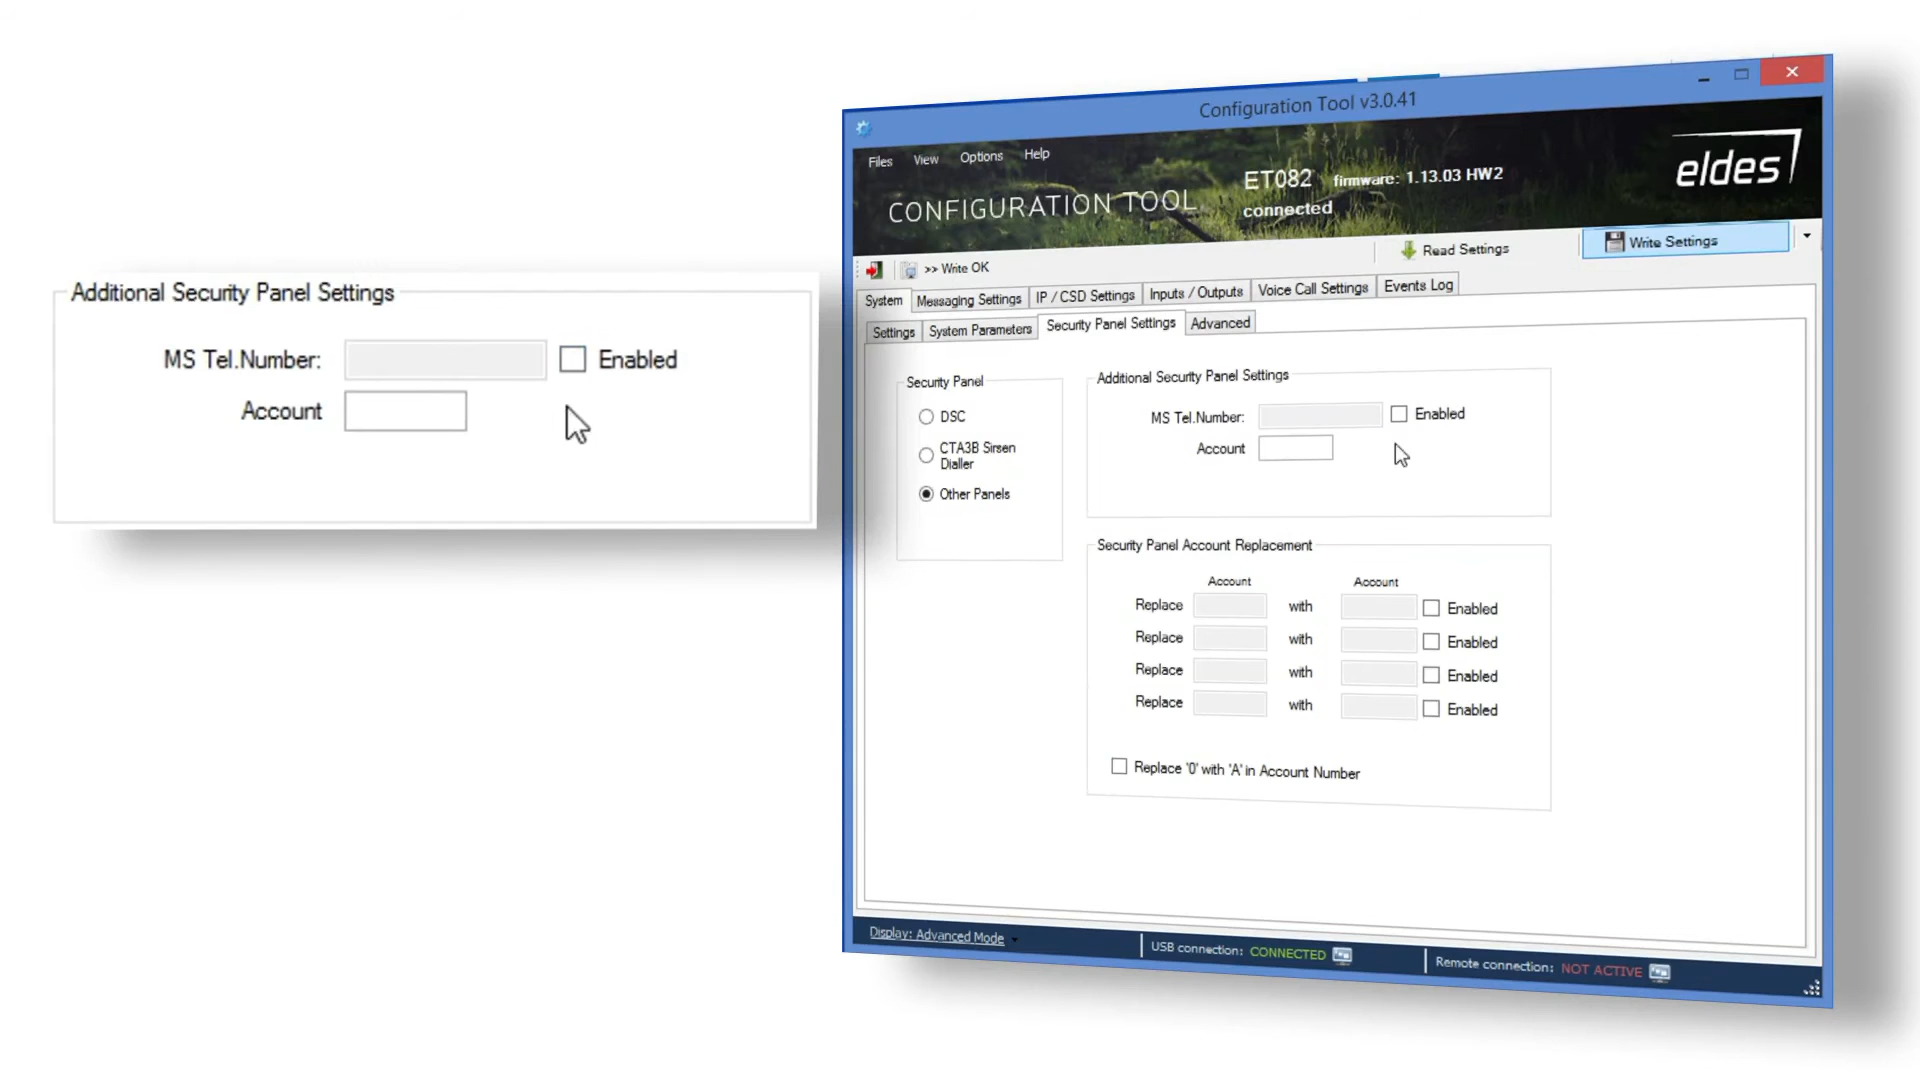 Additional Security Panel Settings
MS Tel.Number:
Enabled
Account
Configuration Tool v3.0.41
Files View Options Help
CONFIGURATION TOOL
ET082 firmware: 1.13.03 HW2
connected
eldes
>> Write OK
Read Settings
Write Settings
System Messaging Settings IP / CSD Settings Inputs / Outputs Voice Call Settings Events Log
Settings System Parameters Security Panel Settings Advanced
Security Panel
DSC
CTA3B Sirsen
Dialler
Other Panels
Additional Security Panel Settings
MS Tel.Number: Enabled
Account
Security Panel Account Replacement
Account Account
Replace with Enabled
Replace with Enabled
Replace with Enabled
Replace with Enabled
Replace '0' with 'A' in Account Number
Display: Advanced Mode
USB connection: CONNECTED
Remote connection: NOT ACTIVE